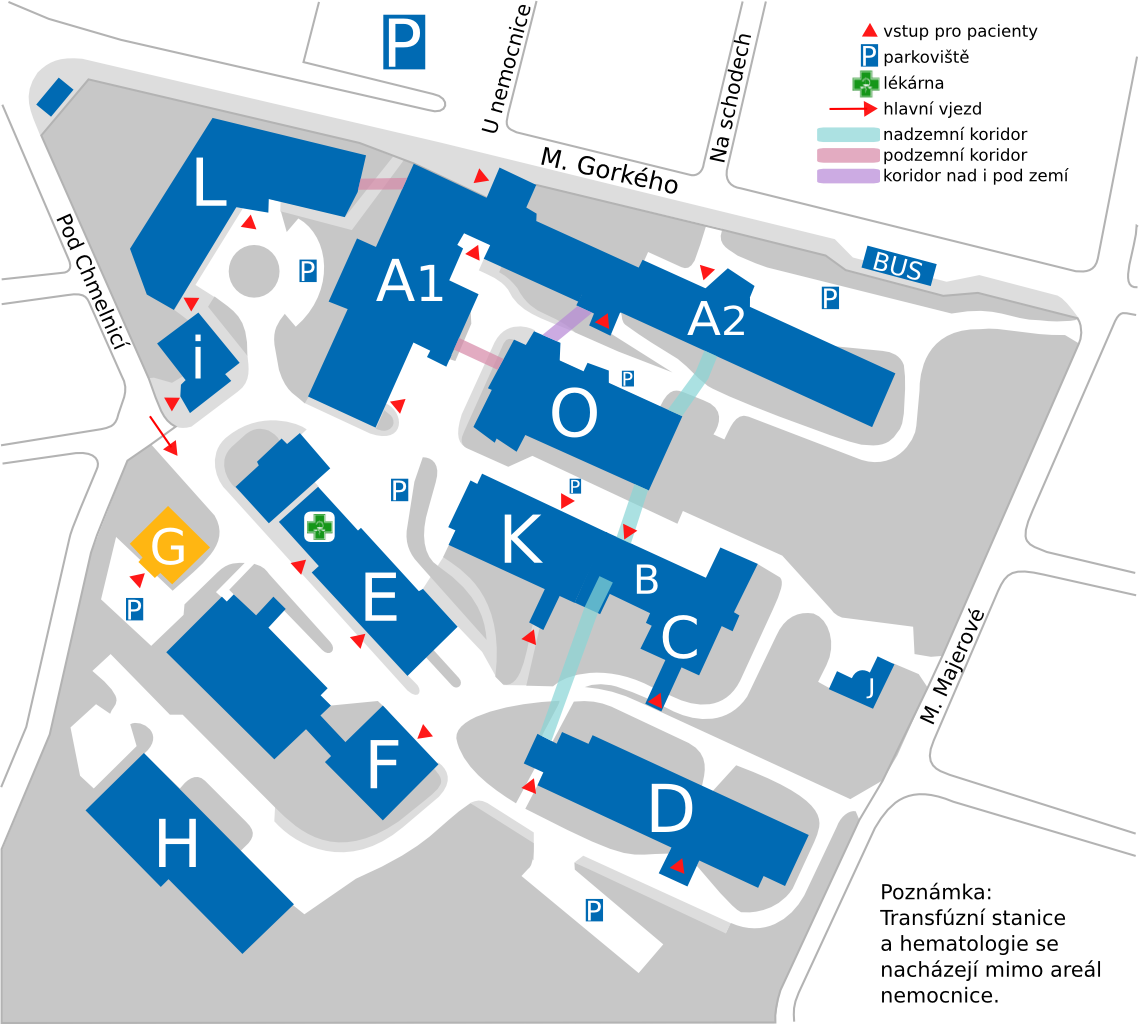 P
U nemocnice
Na schodech
vstup pro pacienty
P parkoviště
lékárna
hlavní vjezd
nadzemní koridor
podzemní koridor
koridor nad i pod zemí
M. Gorkého
L
Pod Chmelnicí
P
A1
BUS
P
A2
i
P
O
P
P
K
G
E
B
P
C
J
M. Majerové
F
D
H
P
Poznámka:
Transfúzní stanice
a hematologie se
nacházejí mimo areál
nemocnice.